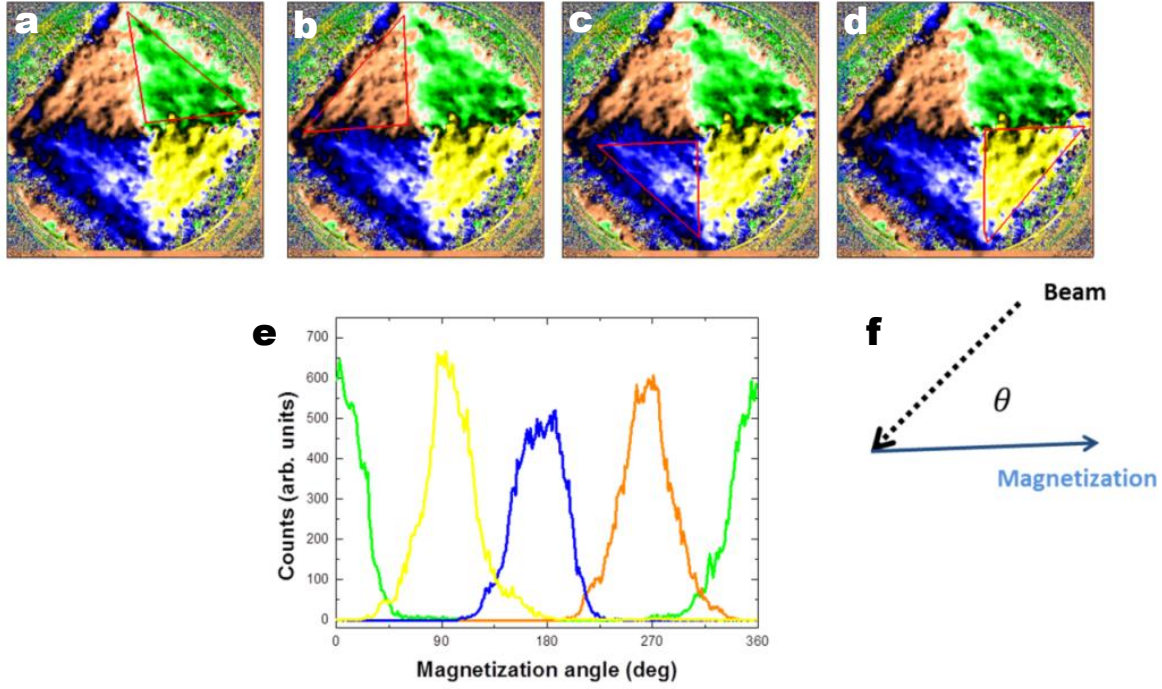 a
b
c
d
e
Counts (arb. units)
700
600
500
400
300
200
100
0
0 90 180 270 360
Magnetization angle (deg)
f
Beam
θ
Magnetization